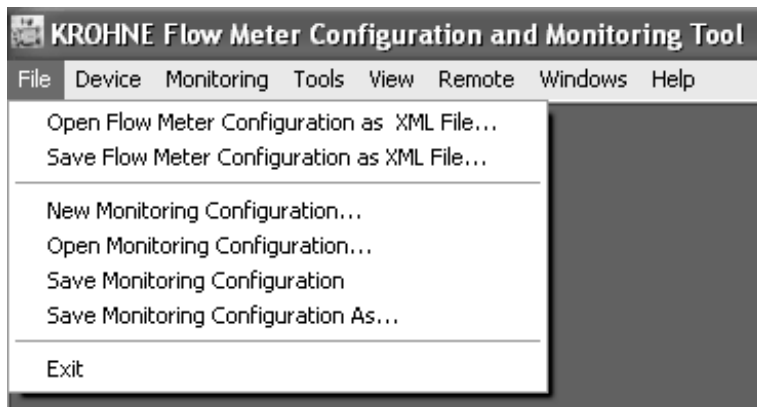 KROHNE Flow Meter Configuration and Monitoring Tool
File Device Monitoring Tools View Remote Windows Help
Open Flow Meter Configuration as XML File...
Save Flow Meter Configuration as XML File...
New Monitoring Configuration...
Open Monitoring Configuration...
Save Monitoring Configuration
Save Monitoring Configuration As...
Exit